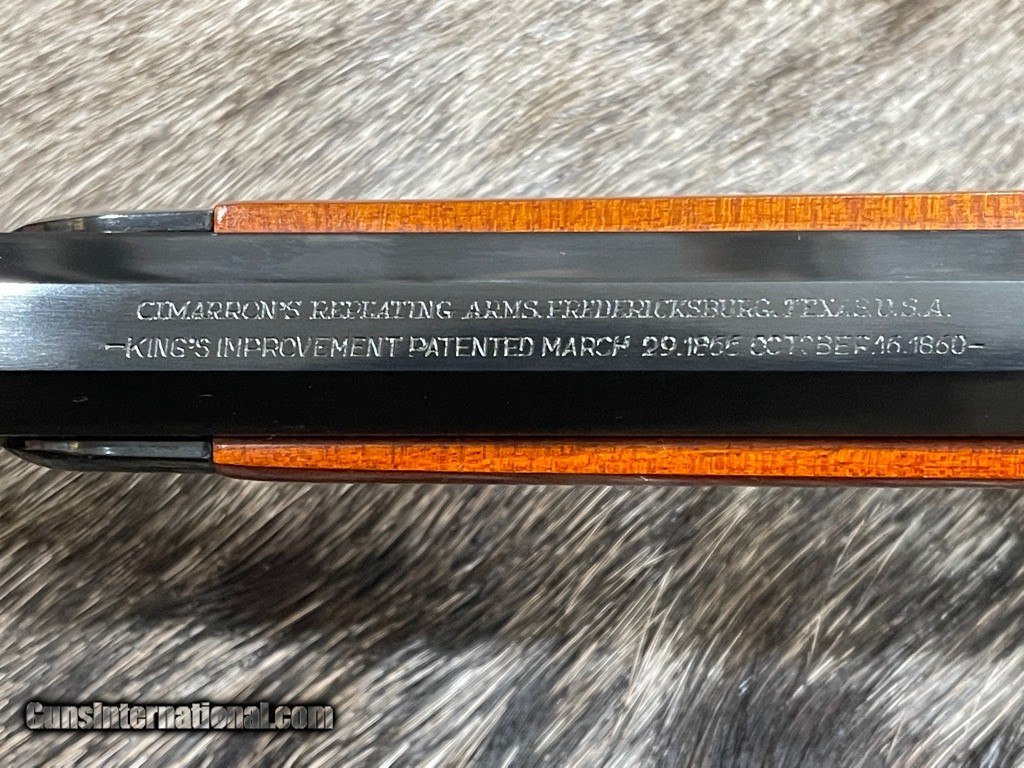 CIMARRON'S REPEATING ARMS. FREDERICKSBURG. TEXAS. U.S.A.
—KING'S IMPROVEMENT PATENTED MARCH 29.1866 OCTOBER.16.1860—
GunsInternational.com